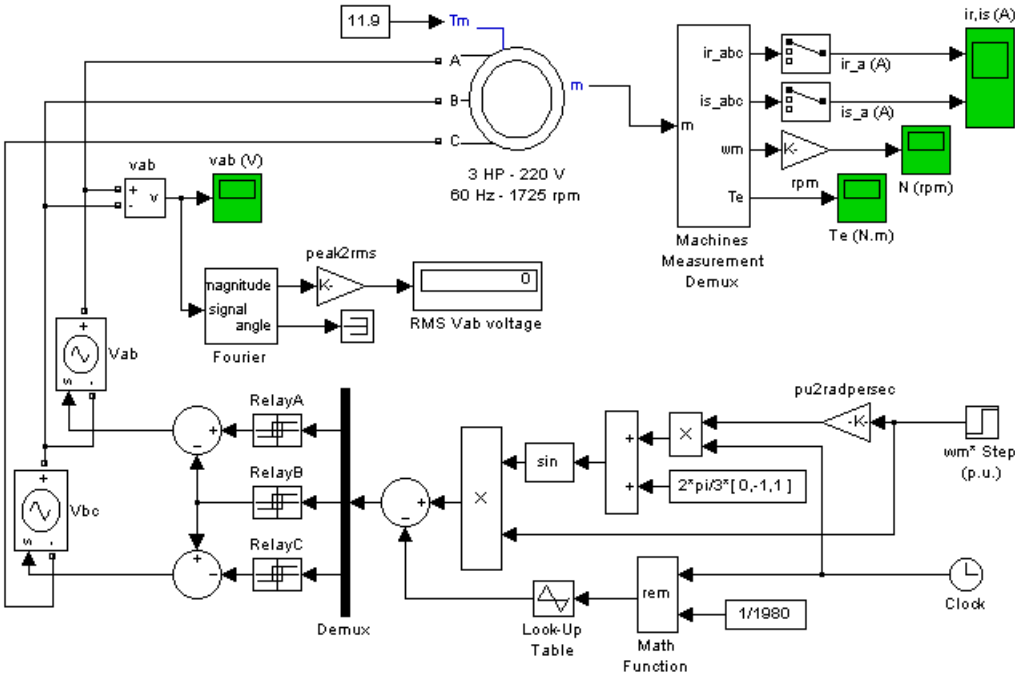 11.9
Tm
ir,is (A)
A
B
C
m
3 HP - 220 V
60 Hz - 1725 rpm
m
ir_abc
is_abc
wm
Te
Machines
Measurement
Demux
ir_a (A)
is_a (A)
K-
rpm
N (rpm)
Te (N.m)
vab
+
-
v
vab (V)
magnitude
signal
angle
Fourier
peak2rms
K-
0
RMS Vab voltage
+
s
-
Vab
+
s
-
Vbc
RelayA
RelayB
RelayC
+
-
+
-
Demux
+
-
×
sin
+
+
×
2*pi/3*[ 0,-1,1 ]
pu2radpersec
-K-
wm* Step
(p.u.)
Look-Up
Table
rem
Math
Function
1/1980
Clock